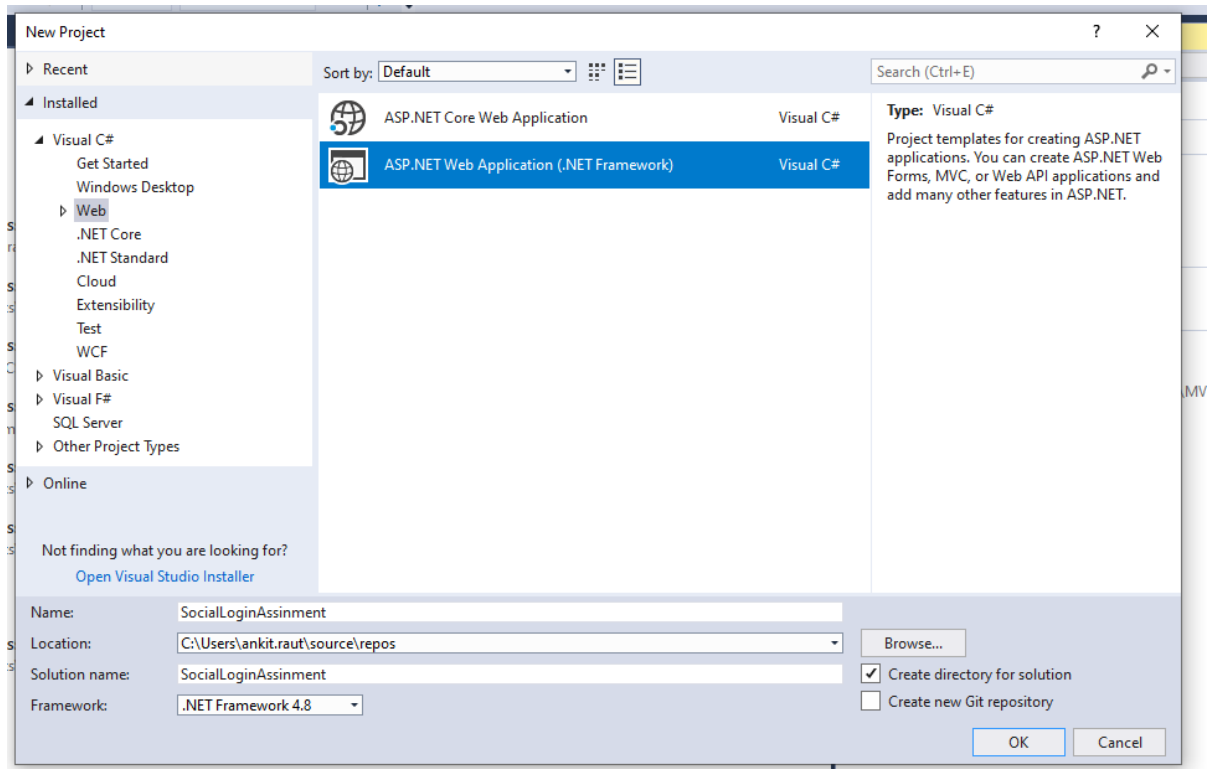 New Project
?
Recent
Sort by: Default
Search (Ctrl+E)
Installed
Visual C#
Get Started
Windows Desktop
Web
.NET Core
.NET Standard
Cloud
Extensibility
Test
WCF
Visual Basic
Visual F#
SQL Server
Other Project Types
Online
Not finding what you are looking for?
Open Visual Studio Installer
ASP.NET Core Web Application Visual C#
ASP.NET Web Application (.NET Framework) Visual C#
Type: Visual C#
Project templates for creating ASP.NET
applications. You can create ASP.NET Web
Forms, MVC, or Web API applications and
add many other features in ASP.NET.
Name: SocialLoginAssinment
Location: C:\Users\ankit.raut\source\repos
Browse...
Solution name: SocialLoginAssinment
Create directory for solution
Framework: .NET Framework 4.8
Create new Git repository
OK Cancel
\MV